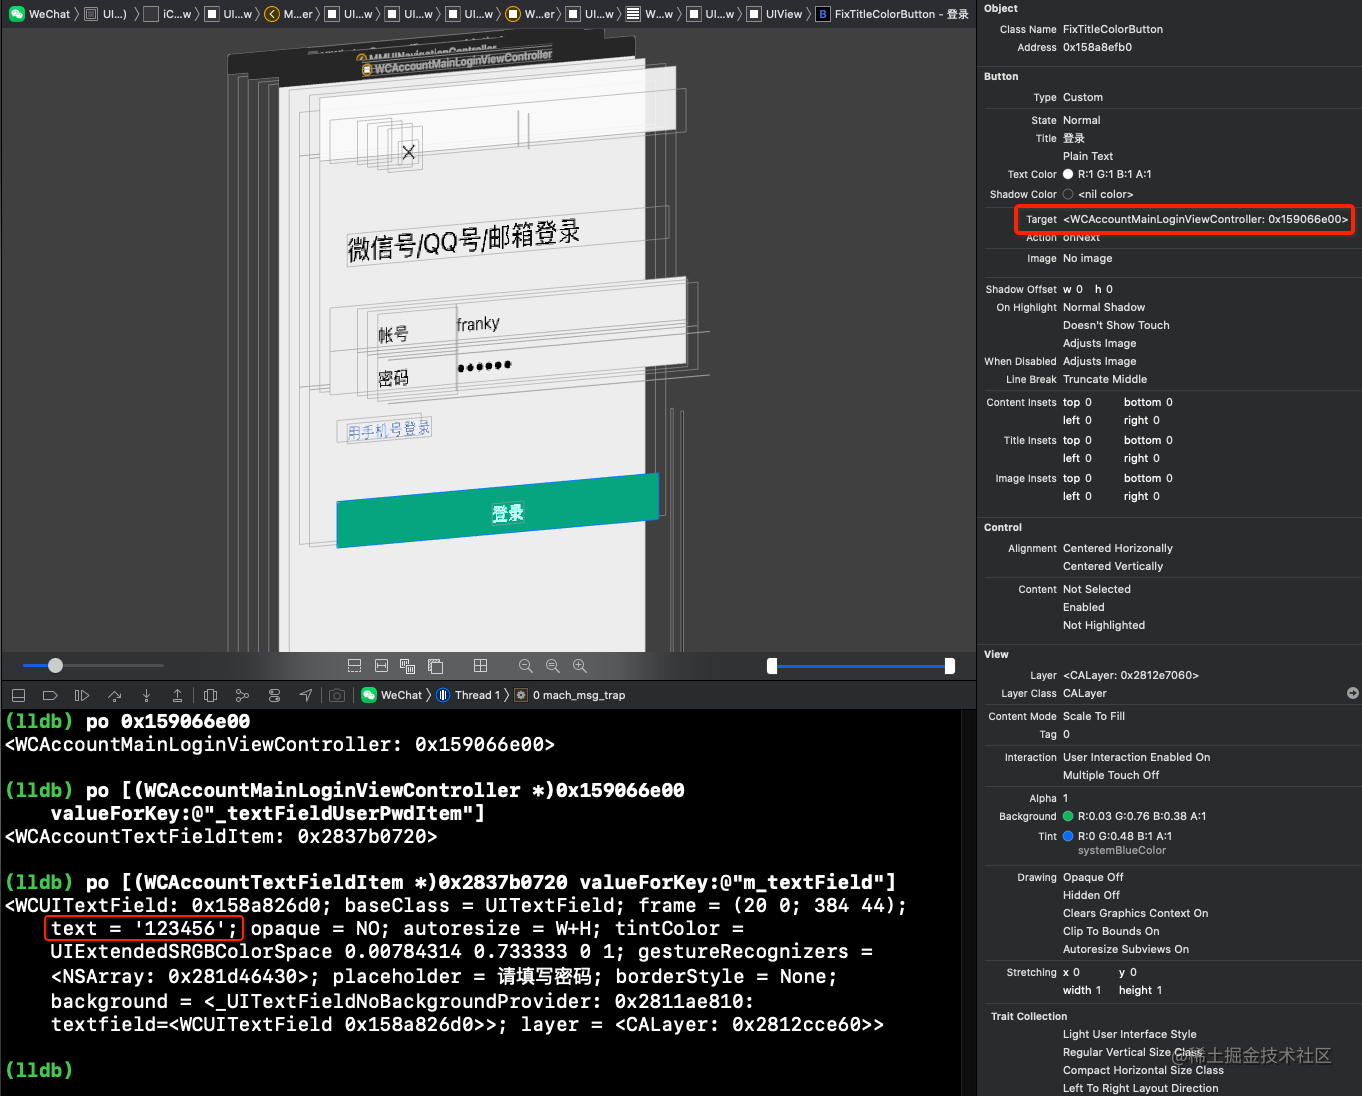 WeChat UI...) iC...w UI...w M...er UI...w UI...w UI...w W...er UI...w W...w UI...w UIView B FixTitleColorButton - 登录
MMUINavigationController
WCAccountMainLoginViewController
微信号/QQ号/邮箱登录
帐号 franky
密码 ●●●●●●
用手机号登录
登录
WeChat Thread 1 0 mach_msg_trap
(lldb) po 0x159066e00
<WCAccountMainLoginViewController: 0x159066e00>
(lldb) po [(WCAccountMainLoginViewController *)0x159066e00
valueForKey:@"_textFieldUserPwdItem"]
<WCAccountTextFieldItem: 0x2837b0720>
(lldb) po [(WCAccountTextFieldItem *)0x2837b0720 valueForKey:@"m_textField"]
<WCUITextField: 0x158a826d0; baseClass = UITextField; frame = (20 0; 384 44);
text = '123456'; opaque = NO; autoresize = W+H; tintColor =
UIExtendedSRGBColorSpace 0.00784314 0.733333 0 1; gestureRecognizers =
<NSArray: 0x281d46430>; placeholder = 请填写密码; borderStyle = None;
background = <_UITextFieldNoBackgroundProvider: 0x2811ae810:
textfield=<WCUITextField 0x158a826d0>>; layer = <CALayer: 0x2812cce60>>
(lldb)
Object
Class Name FixTitleColorButton
Address 0x158a8efb0
Button
Type Custom
State Normal
Title 登录
Plain Text
Text Color R:1 G:1 B:1 A:1
Shadow Color <nil color>
Target <WCAccountMainLoginViewController: 0x159066e00>
Action onNext
Image No image
Shadow Offset w 0 h 0
On Highlight Normal Shadow
Doesn't Show Touch
Adjusts Image
When Disabled Adjusts Image
Line Break Truncate Middle
Content Insets top 0 bottom 0
left 0 right 0
Title Insets top 0 bottom 0
left 0 right 0
Image Insets top 0 bottom 0
left 0 right 0
Control
Alignment Centered Horizonally
Centered Vertically
Content Not Selected
Enabled
Not Highlighted
View
Layer <CALayer: 0x2812e7060>
Layer Class CALayer
Content Mode Scale To Fill
Tag 0
Interaction User Interaction Enabled On
Multiple Touch Off
Alpha 1
Background R:0.03 G:0.76 B:0.38 A:1
Tint R:0 G:0.48 B:1 A:1
systemBlueColor
Drawing Opaque Off
Hidden Off
Clears Graphics Context On
Clip To Bounds On
Autoresize Subviews On
Stretching x 0 y 0
width 1 height 1
Trait Collection
Light User Interface Style
Regular Vertical Size Class
Compact Horizontal Size Class
Left To Right Layout Direction
@稀土掘金技术社区